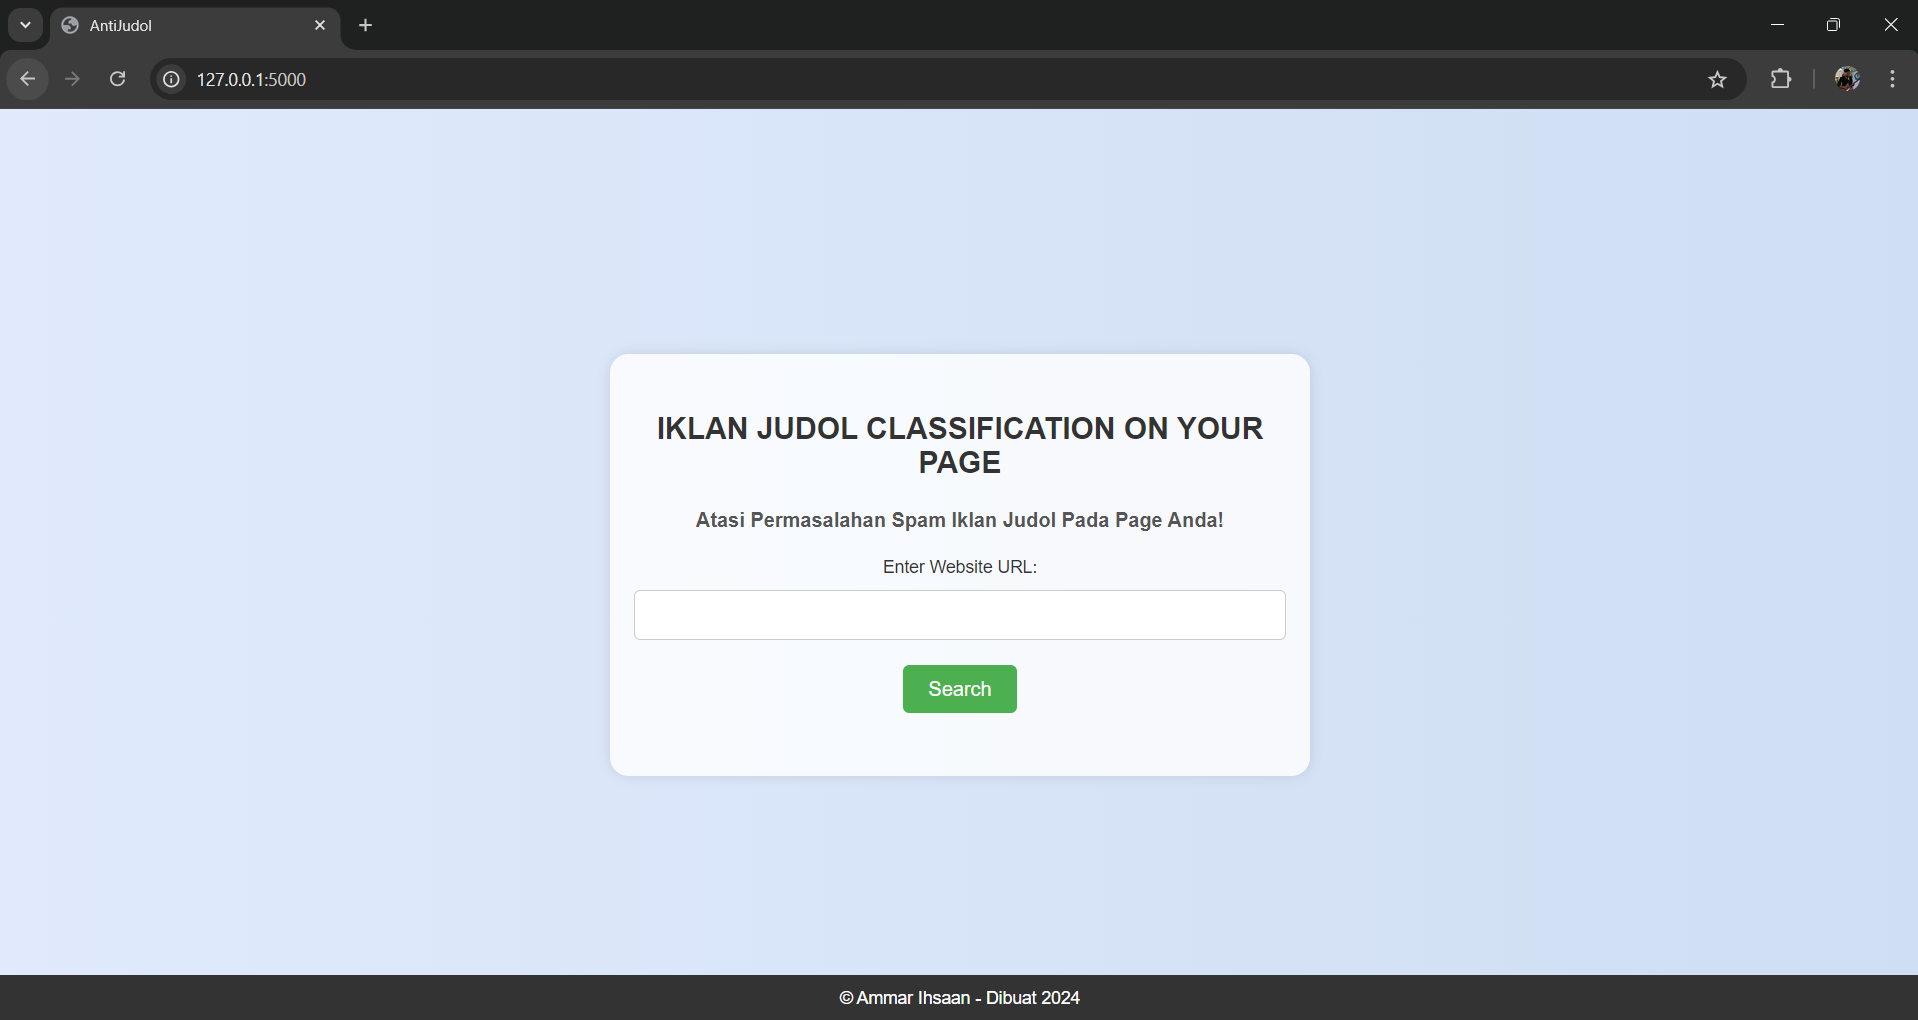 AntiJudol
127.0.0.1:5000
IKLAN JUDOL CLASSIFICATION ON YOUR
PAGE
Atasi Permasalahan Spam Iklan Judol Pada Page Anda!
Enter Website URL:
Search
© Ammar Ihsaan - Dibuat 2024